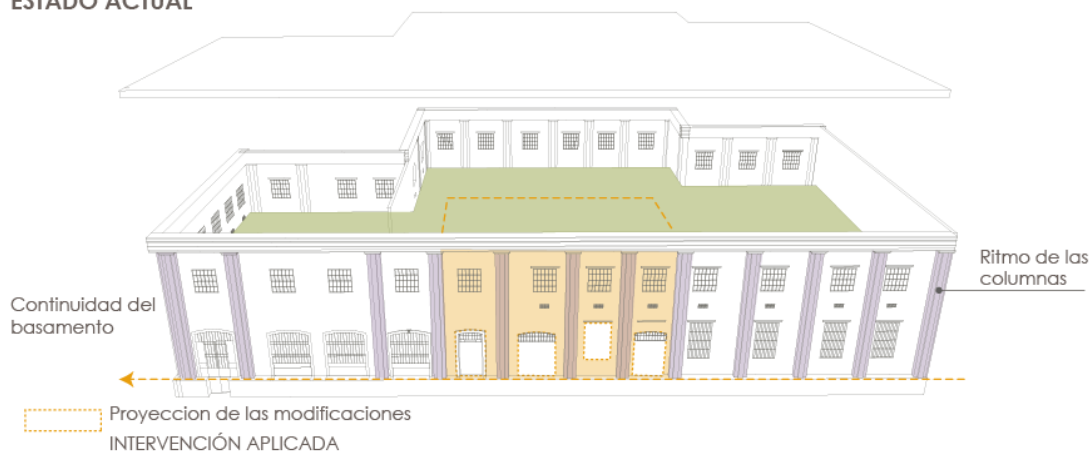 ESTADO ACTUAL
Ritmo de las
columnas
Continuidad del
basamento
Proyeccion de las modificaciones
INTERVENCIÓN APLICADA